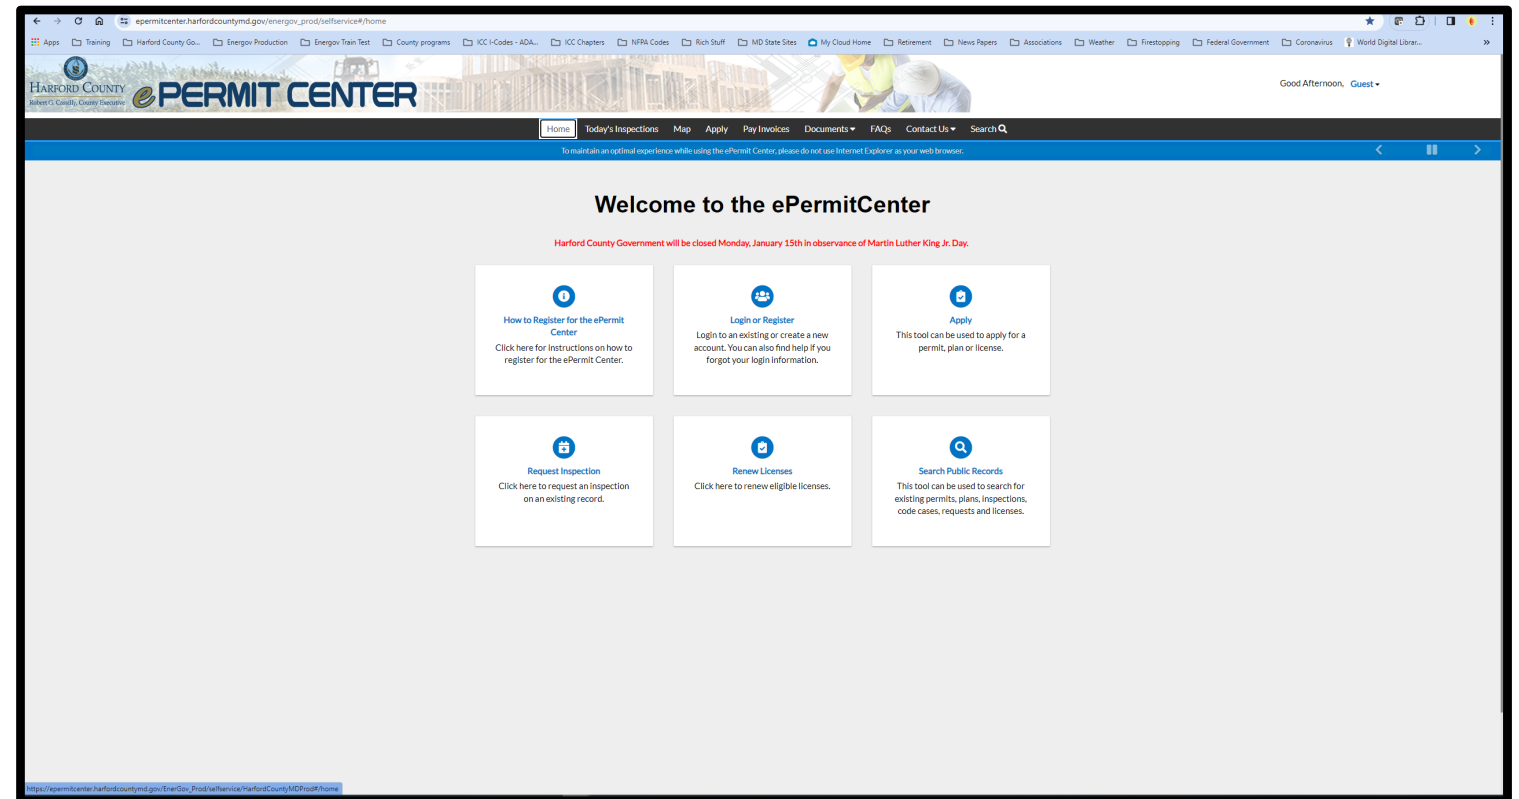 epermitcenter.harfordcountymd.gov/energov_prod/selfservice#/home
Apps Training Harford County Go... Energov Production Energov Train Test County programs ICC I-Codes - ADA... ICC Chapters NFPA Codes Rich Stuff MD State Sites My Cloud Home Retirement News Papers Associations Weather Firestopping Federal Government Coronavirus World Digital Librar... »
HARFORD COUNTY
Robert G. Cassilly, County Executive
ePERMIT CENTER
Good Afternoon, Guest
Home Today's Inspections Map Apply Pay Invoices Documents FAQs Contact Us Search
To maintain an optimal experience while using the ePermit Center, please do not use Internet Explorer as your web browser.
Welcome to the ePermitCenter
Harford County Government will be closed Monday, January 15th in observance of Martin Luther King Jr. Day.
How to Register for the ePermit
Center
Click here for instructions on how to
register for the ePermit Center.
Login or Register
Login to an existing or create a new
account. You can also find help if you
forgot your login information.
Apply
This tool can be used to apply for a
permit, plan or license.
Request Inspection
Click here to request an inspection
on an existing record.
Renew Licenses
Click here to renew eligible licenses.
Search Public Records
This tool can be used to search for
existing permits, plans, inspections,
code cases, requests and licenses.
https://epermitcenter.harfordcountymd.gov/EnerGov_Prod/selfservice/HarfordCountyMDProd#/home